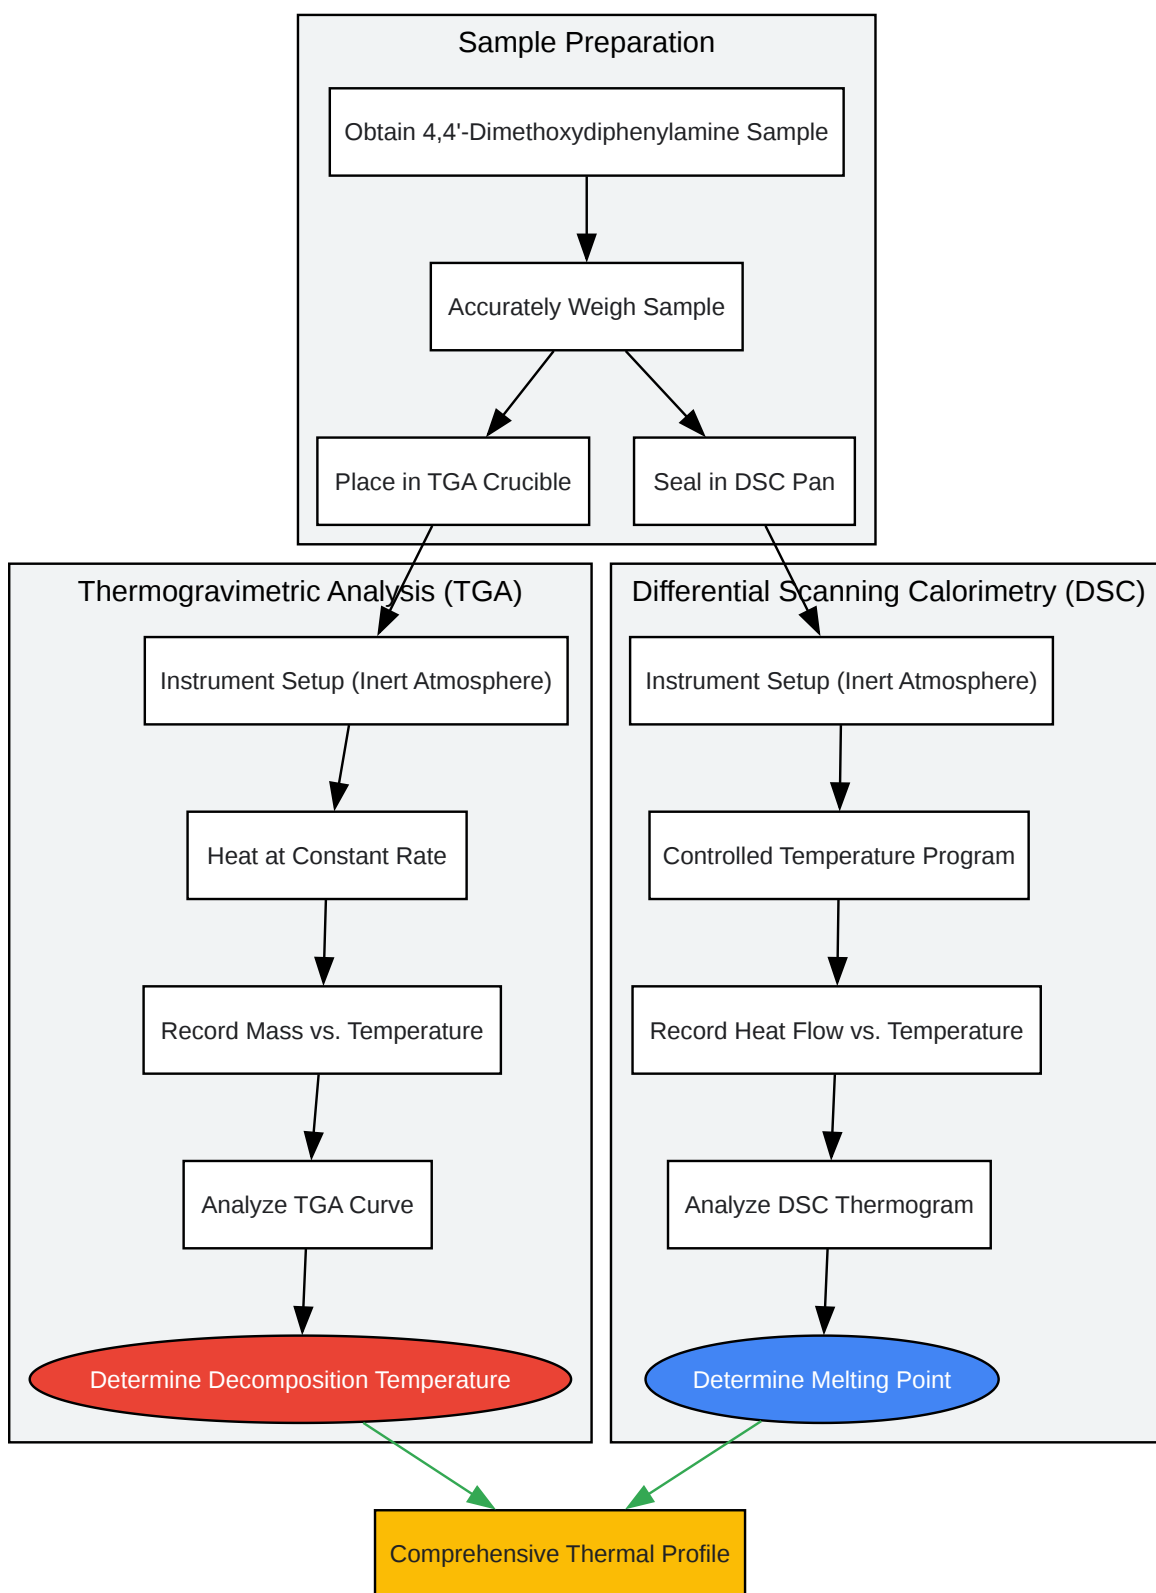 Sample Preparation
Obtain 4,4'-Dimethoxydiphenylamine Sample
Accurately Weigh Sample
Place in TGA Crucible
Seal in DSC Pan
Thermogravimetric Analysis (TGA)
Instrument Setup (Inert Atmosphere)
Heat at Constant Rate
Record Mass vs. Temperature
Analyze TGA Curve
Determine Decomposition Temperature
Differential Scanning Calorimetry (DSC)
Instrument Setup (Inert Atmosphere)
Controlled Temperature Program
Record Heat Flow vs. Temperature
Analyze DSC Thermogram
Determine Melting Point
Comprehensive Thermal Profile